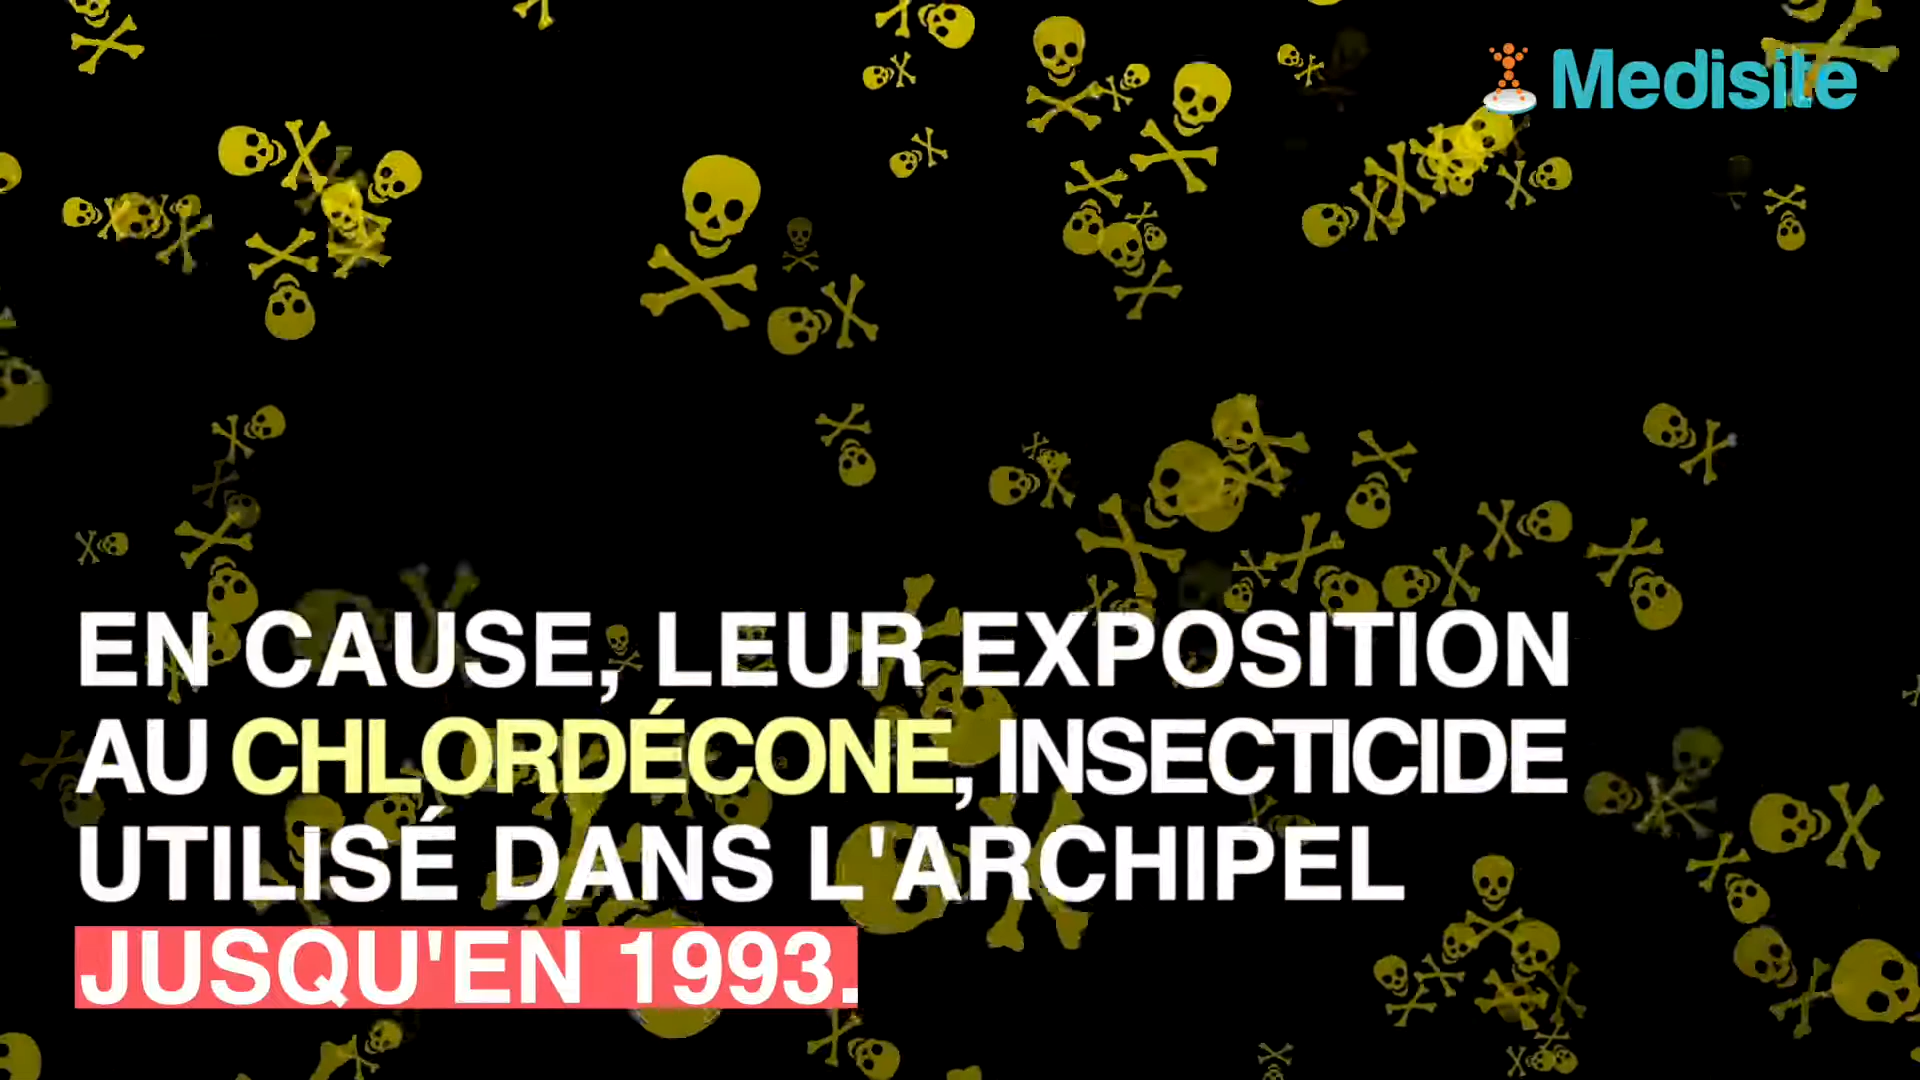 Medisite
EN CAUSE, LEUR EXPOSITION
AU CHLORDÉCONE, INSECTICIDE
UTILISÉ DANS L'ARCHIPEL
JUSQU'EN 1993.